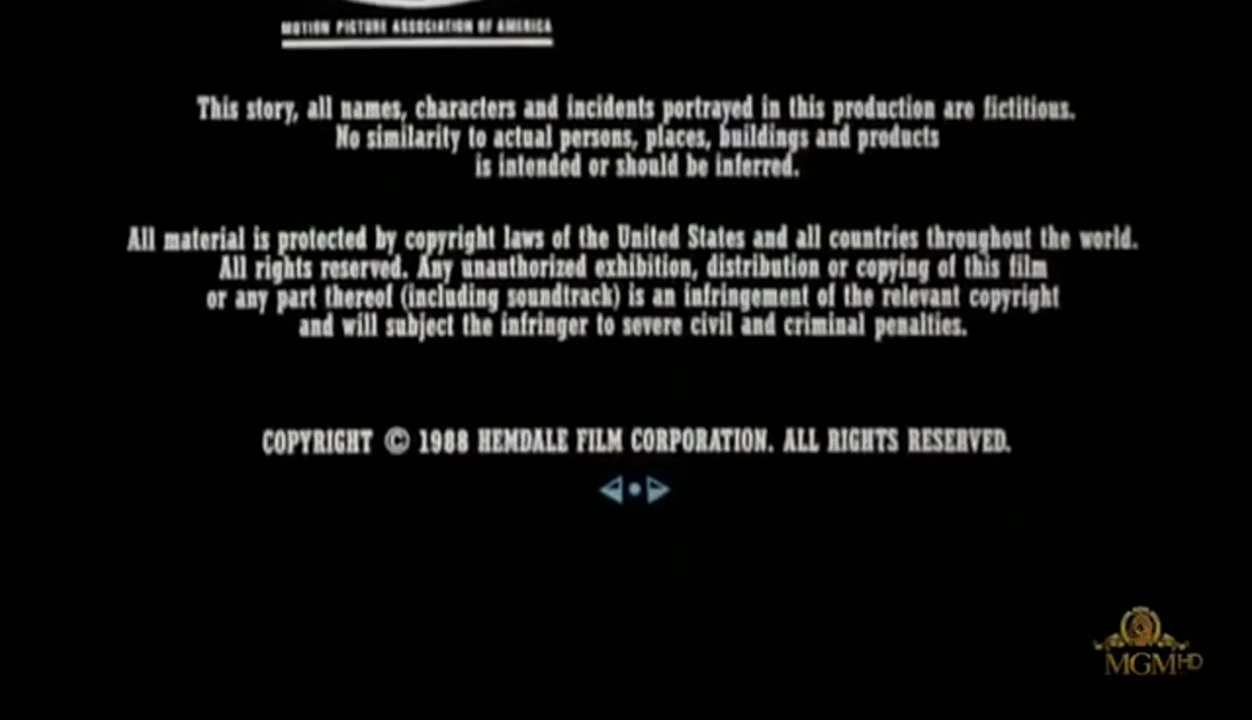 MOTION PICTURE ASSOCIATION OF AMERICA
This story, all names, characters and incidents portrayed in this production are fictitious.
No similarity to actual persons, places, buildings and products
is intended or should be inferred.
All material is protected by copyright laws of the United States and all countries throughout the world.
All rights reserved. Any unauthorized exhibition, distribution or copying of this film
or any part thereof (including soundtrack) is an infringement of the relevant copyright
and will subject the infringer to severe civil and criminal penalties.
COPYRIGHT © 1988 HEMDALE FILM CORPORATION. ALL RIGHTS RESERVED.
MGM HD